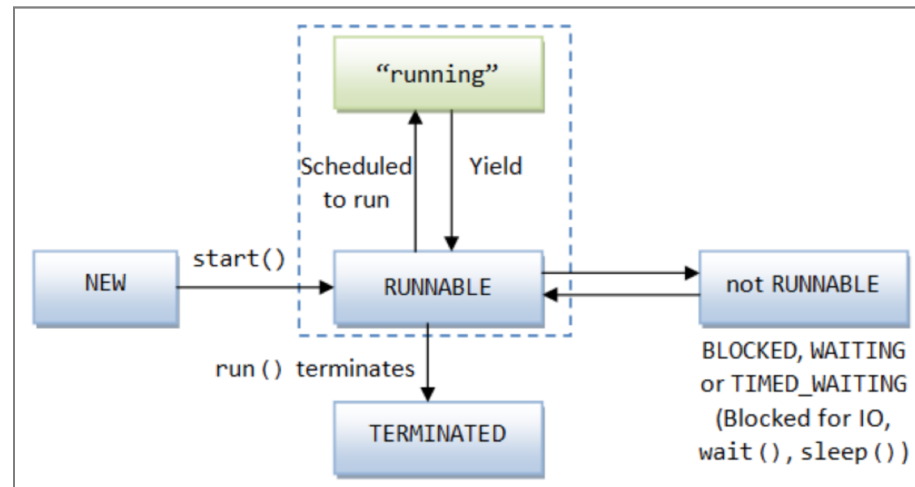 “running”
Scheduled
to run
Yield
NEW
start()
RUNNABLE
not RUNNABLE
BLOCKED, WAITING
or TIMED_WAITING
(Blocked for IO,
wait(), sleep())
run() terminates
TERMINATED